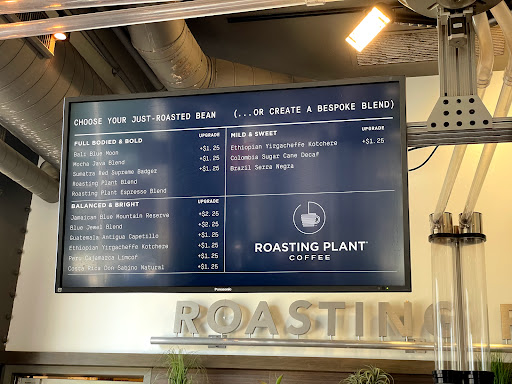 CHOOSE YOUR JUST-ROASTED BEAN (...OR CREATE A BESPOKE BLEND)
FULL BODIED & BOLD UPGRADE
Bali Blue Moon +$1.25
Mocha Java Blend +$1.25
Sumatra Red Supreme Badger +$1.25
Roasting Plant Blend
Roasting Plant Espresso Blend
BALANCED & BRIGHT UPGRADE
Jamaican Blue Mountain Reserva +$2.25
Blue Jewel Blend +$2.25
Guatemala Antigua Capetillo +$1.25
Ethiopian Yirgacheffe Kotchere +$1.25
Peru Cajamarca Limcof +$1.25
Costa Rica Don Sabino Natural +$1.25
MILD & SWEET UPGRADE
Ethiopian Yirgacheffe Kotchere +$1.25
Colombia Sugar Cane Decaf
Brazil Serra Negra
ROASTING PLANT
COFFEE
Panasonic
ROASTING P